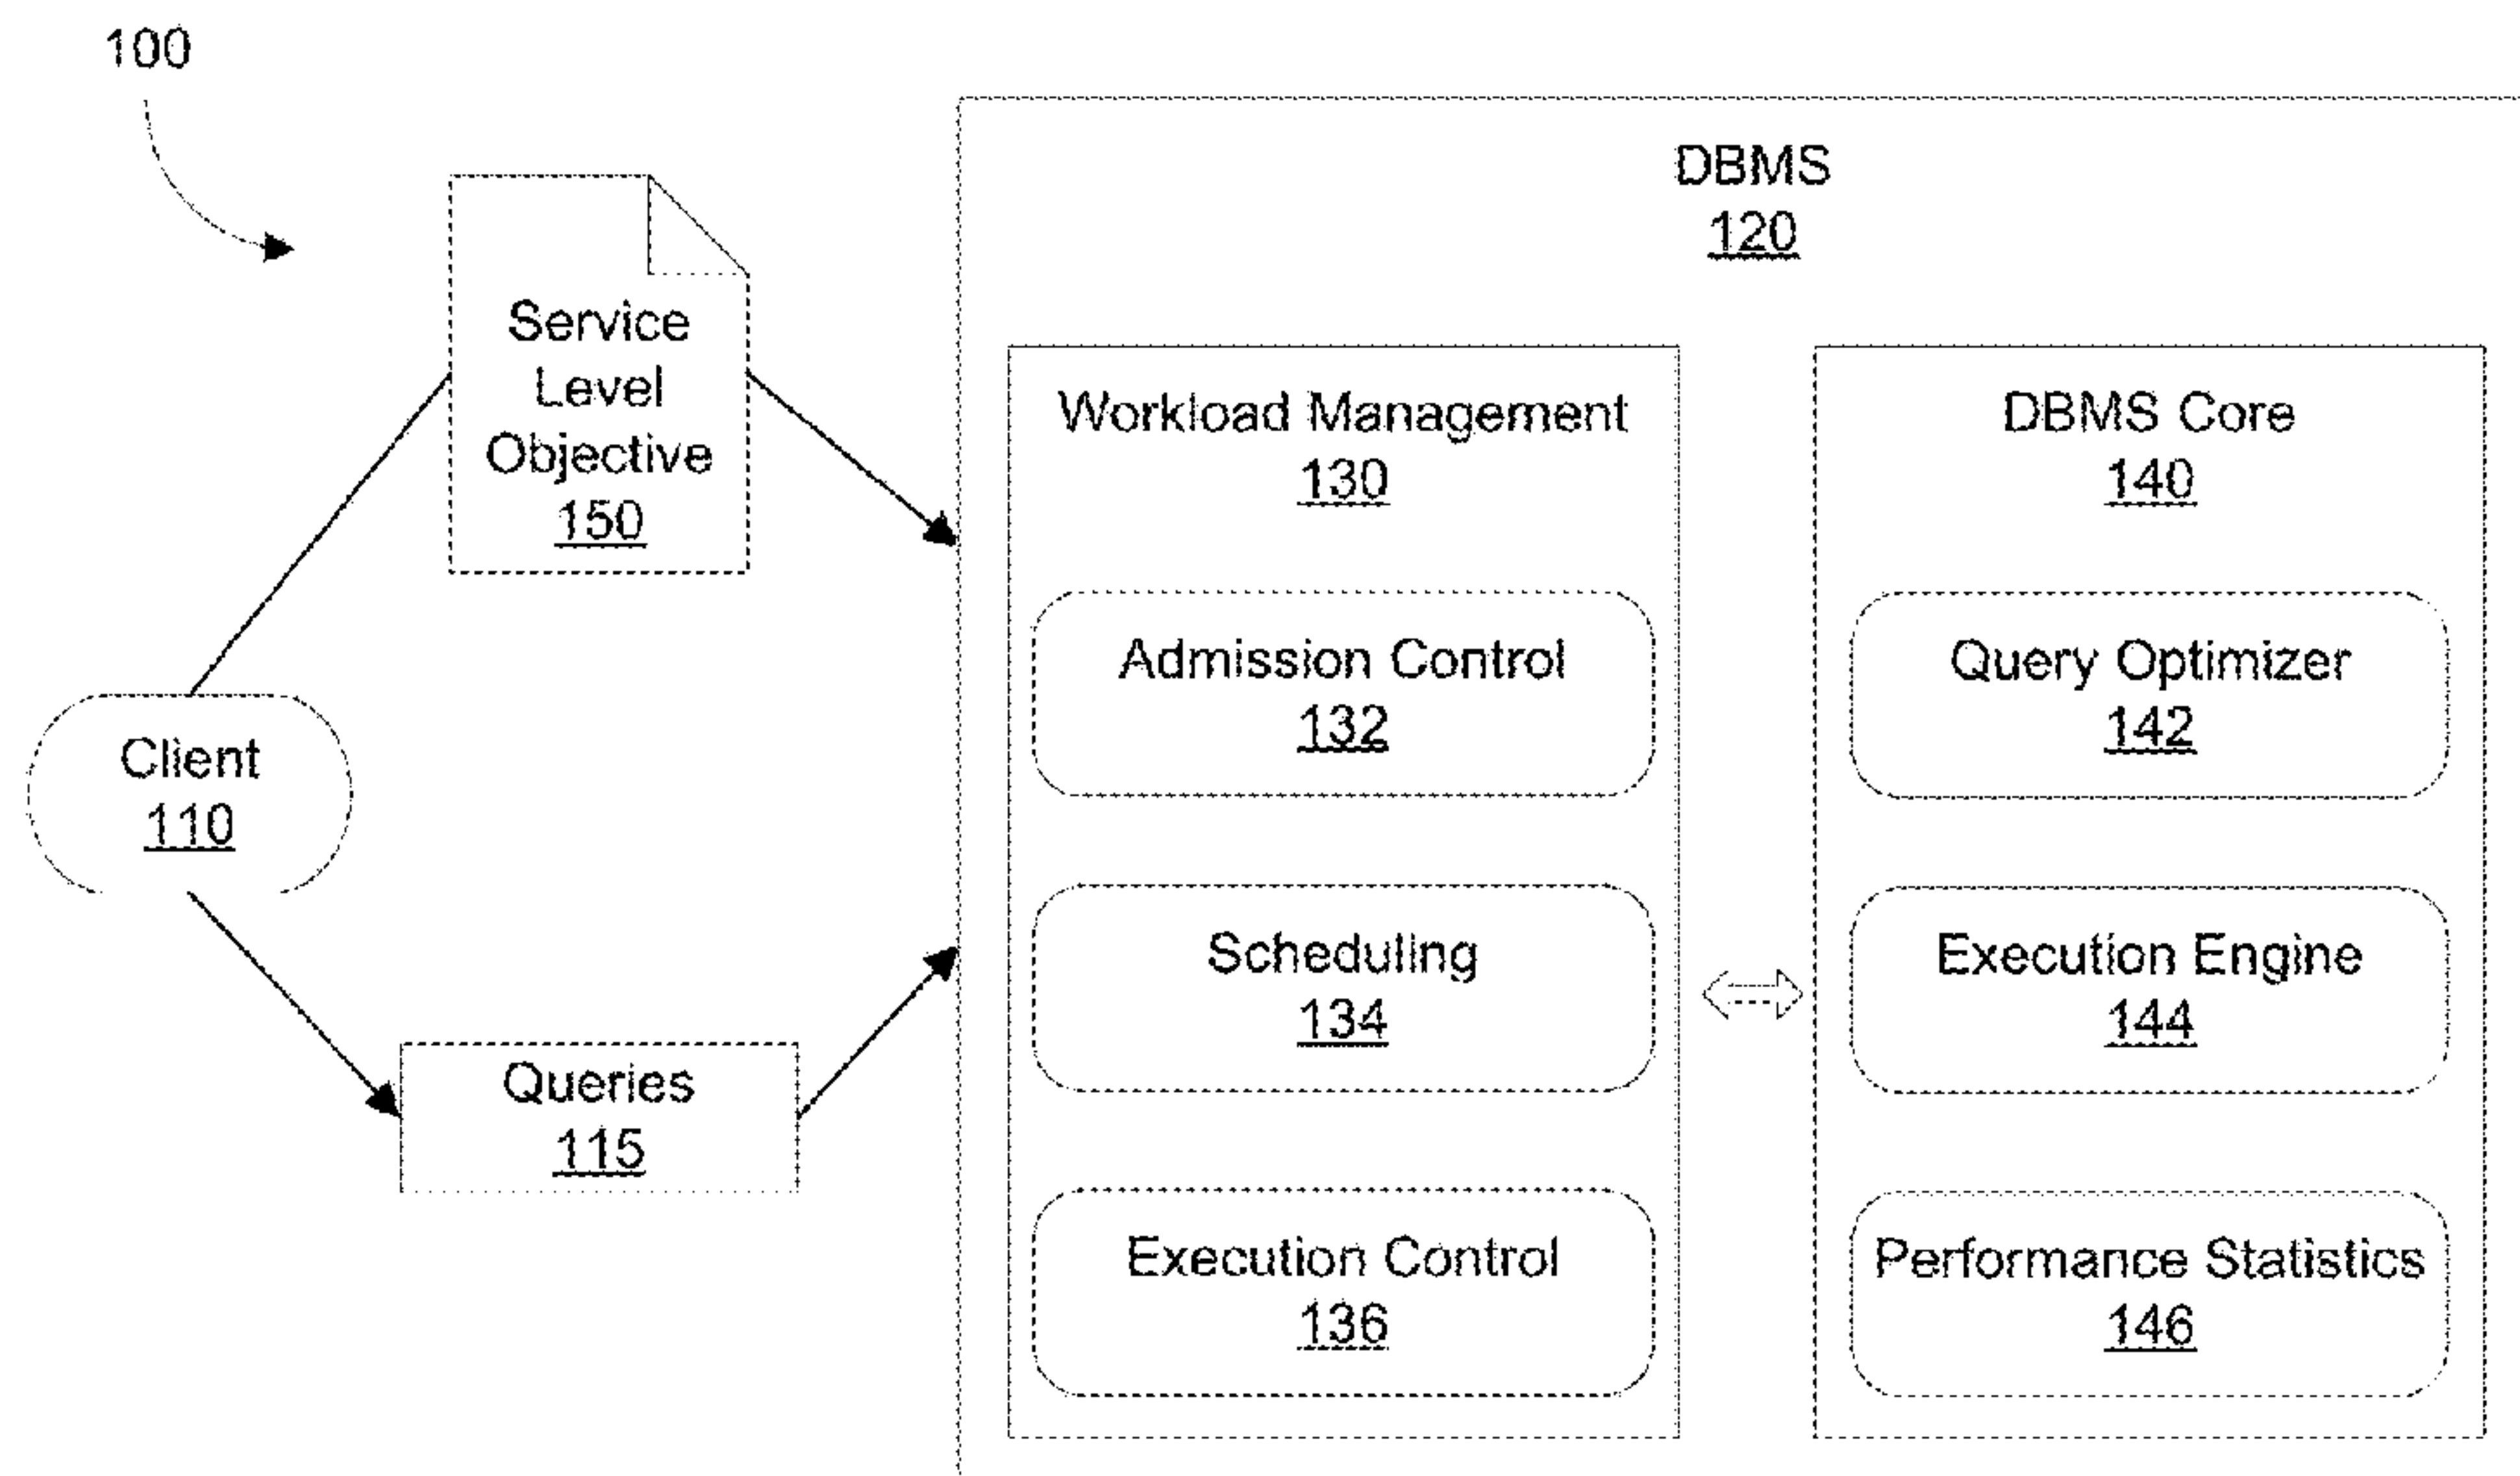 100
DBMS
120
Service
Level
Objective
150
Workload Management
130
DBMS Core
140
Admission Control
132
Query Optimizer
142
Client
110
Scheduling
134
Execution Engine
144
Queries
115
Execution Control
136
Performance Statistics
146